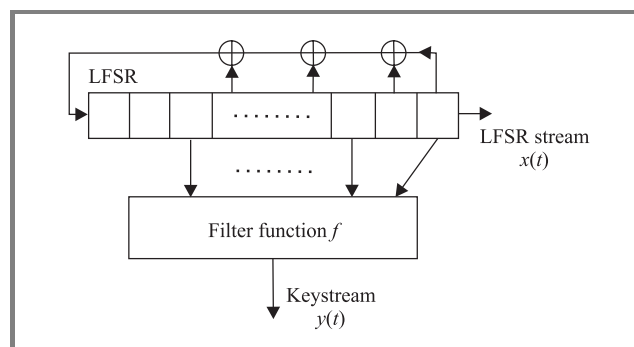 LFSR
LFSR stream
x(t)
Filter function f
Keystream
y(t)